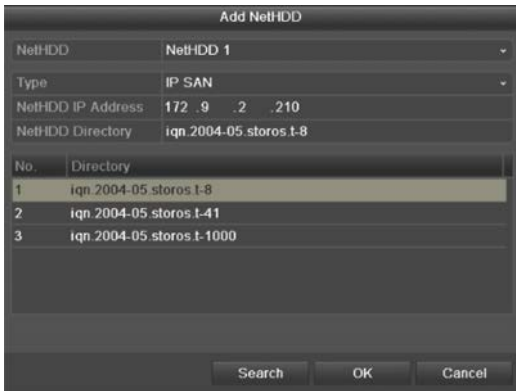 Add NetHDD
NetHDD NetHDD 1
Type IP SAN
NetHDD IP Address 172 .9 .2 .210
NetHDD Directory iqn.2004-05.storos.t-8
No. Directory
1 iqn.2004-05.storos.t-8
2 iqn.2004-05.storos.t-41
3 iqn.2004-05.storos.t-1000
Search OK Cancel